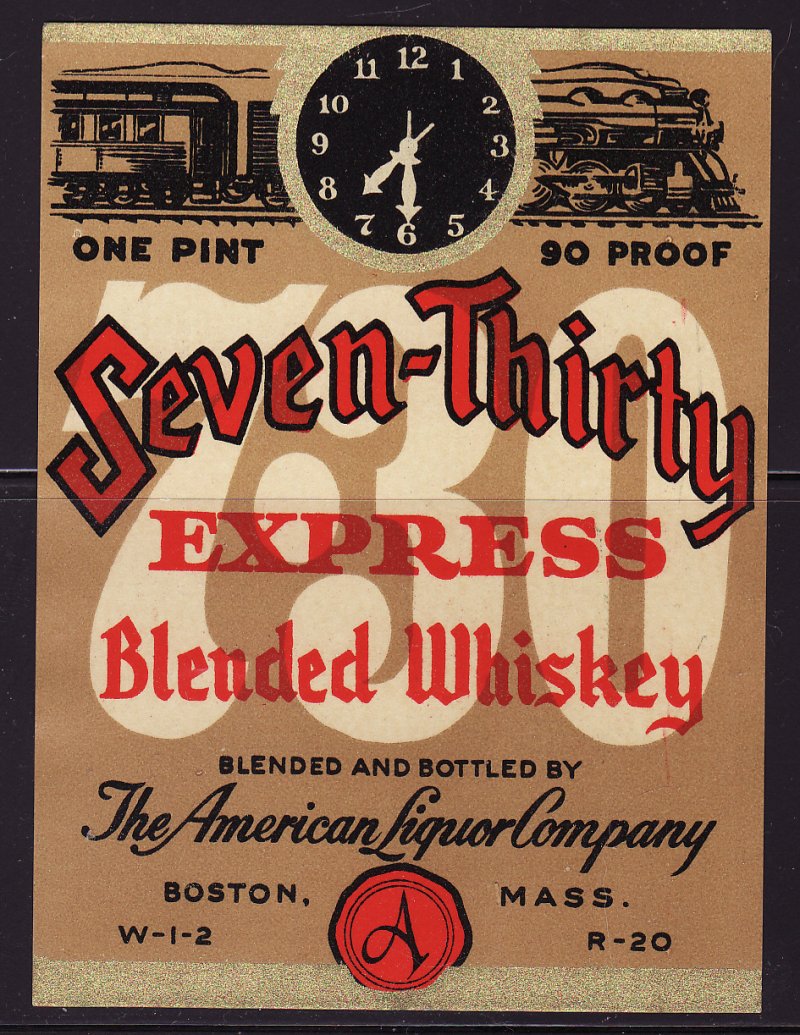 12
11 1
10 2
9 3
8 4
7 5
6
ONE PINT 90 PROOF
730
Seven-Thirty
EXPRESS
Blended Whiskey
BLENDED AND BOTTLED BY
The American Liquor Company
BOSTON, MASS.
W-1-2 R-20
A